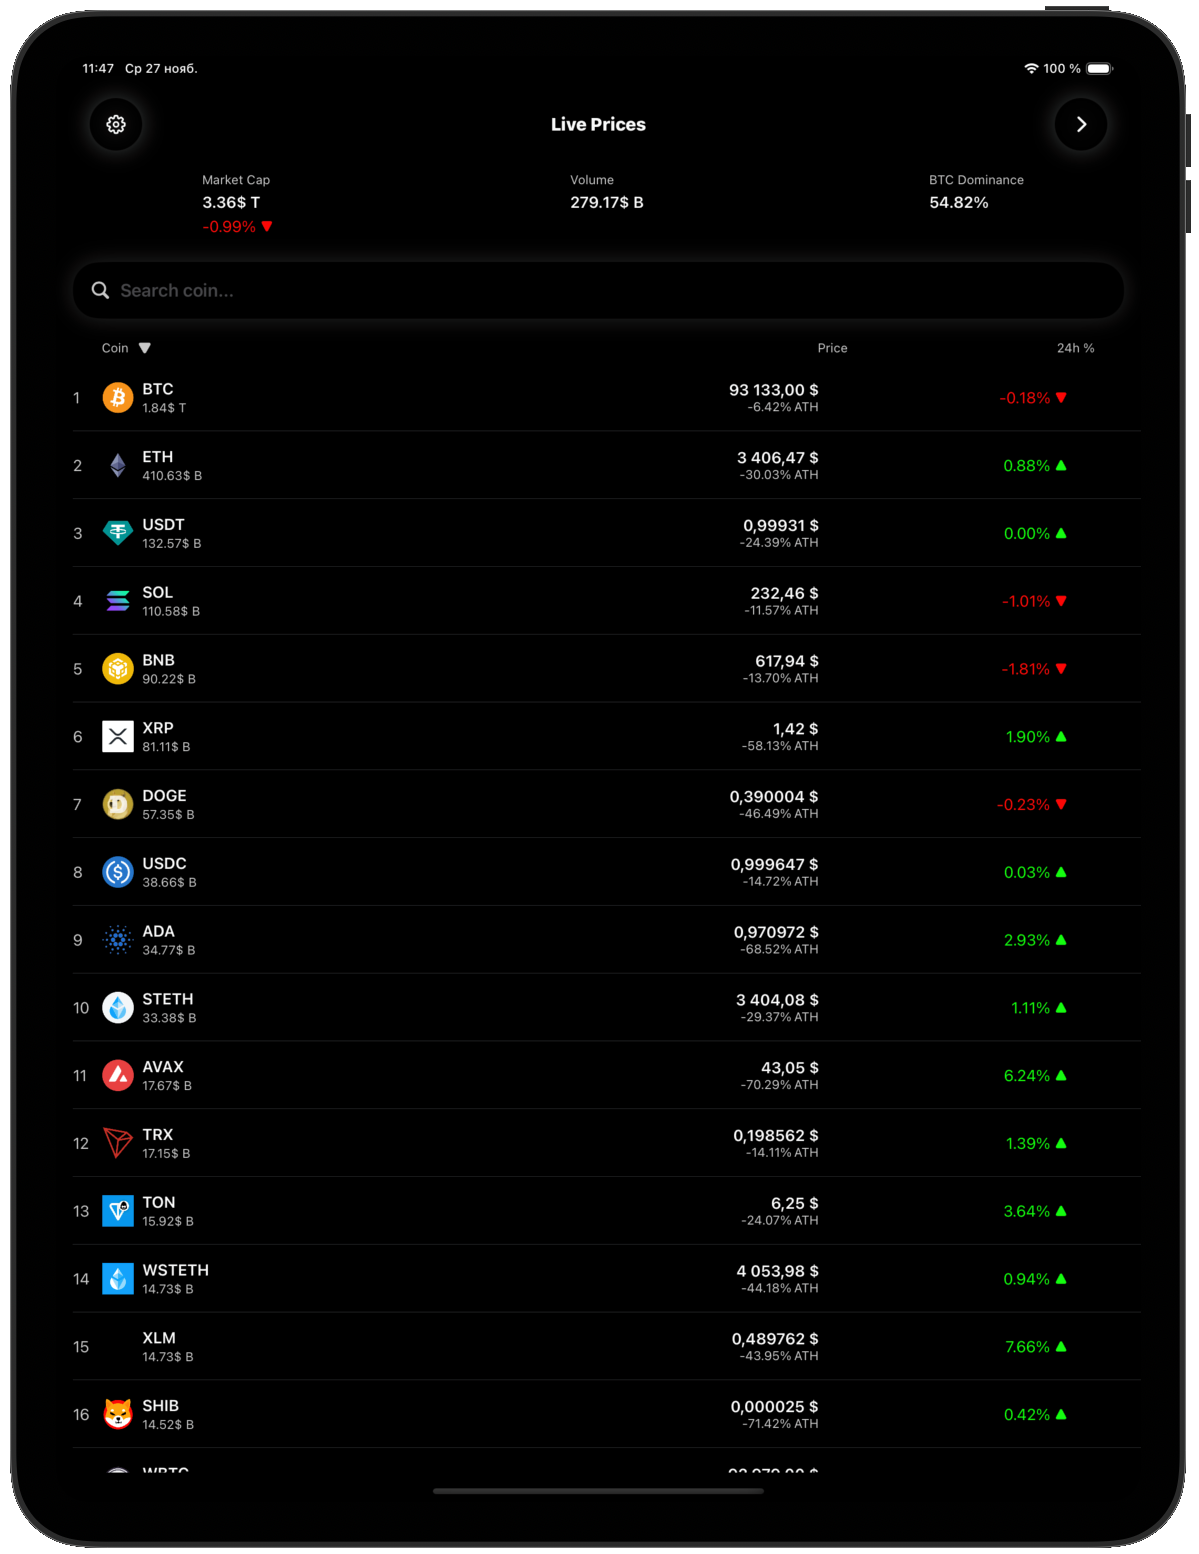 11:47 Ср 27 нояб. 100 %
Live Prices
Market Cap Volume BTC Dominance
3.36$ T 279.17$ B 54.82%
-0.99%
Search coin...
Coin Price 24h %
1 BTC 93 133,00 $ -0.18%
1.84$ T -6.42% ATH
2 ETH 3 406,47 $ 0.88%
410.63$ B -30.03% ATH
3 USDT 0,99931 $ 0.00%
132.57$ B -24.39% ATH
4 SOL 232,46 $ -1.01%
110.58$ B -11.57% ATH
5 BNB 617,94 $ -1.81%
90.22$ B -13.70% ATH
6 XRP 1,42 $ 1.90%
81.11$ B -58.13% ATH
7 DOGE 0,390004 $ -0.23%
57.35$ B -46.49% ATH
8 USDC 0,999647 $ 0.03%
38.66$ B -14.72% ATH
9 ADA 0,970972 $ 2.93%
34.77$ B -68.52% ATH
10 STETH 3 404,08 $ 1.11%
33.38$ B -29.37% ATH
11 AVAX 43,05 $ 6.24%
17.67$ B -70.29% ATH
12 TRX 0,198562 $ 1.39%
17.15$ B -14.11% ATH
13 TON 6,25 $ 3.64%
15.92$ B -24.07% ATH
14 WSTETH 4 053,98 $ 0.94%
14.73$ B -44.18% ATH
15 XLM 0,489762 $ 7.66%
14.73$ B -43.95% ATH
16 SHIB 0,000025 $ 0.42%
14.52$ B -71.42% ATH
WBTC